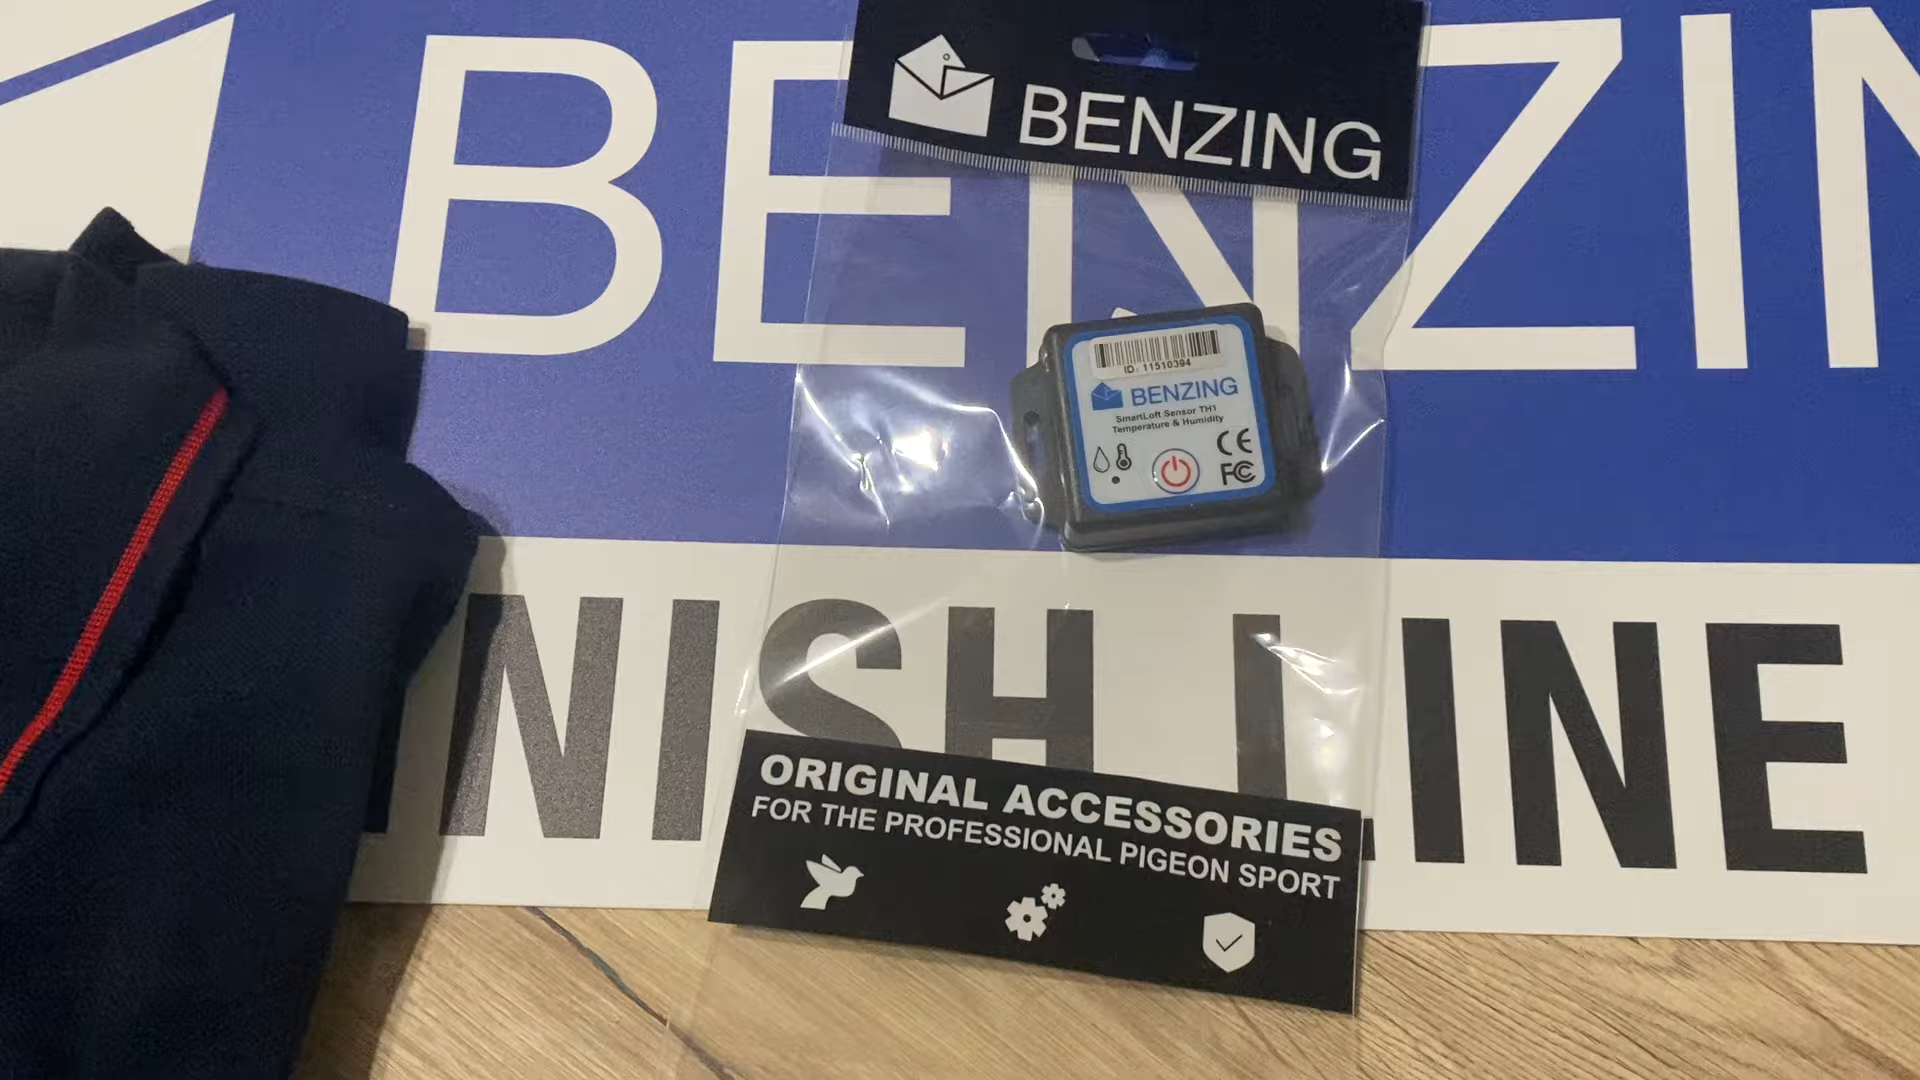 BENZIN
BENZING
ID: 11510394
BENZING
SmartLoft Sensor TH1
Temperature & Humidity
CE
FC
NISH LINE
ORIGINAL ACCESSORIES
FOR THE PROFESSIONAL PIGEON SPORT